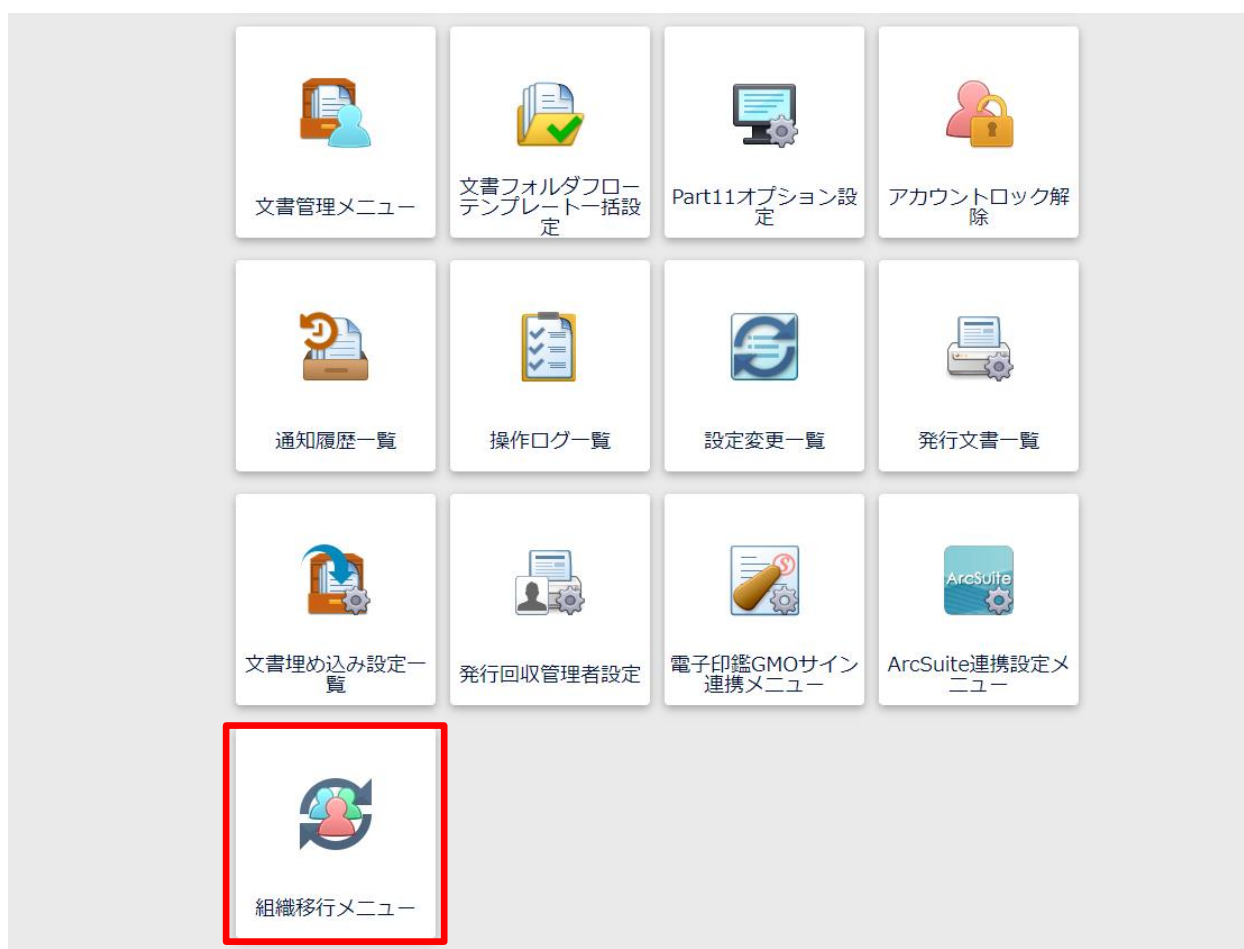 文書管理メニュー
文書フォルダフロー
テンプレート一括設
定
Part11オプション設
定
アカウントロック解
除
通知履歴一覧
操作ログ一覧
設定変更一覧
発行文書一覧
文書埋め込み設定一
覧
発行回収管理者設定
電子印鑑GMOサイン
連携メニュー
ArcSuite
ArcSuite連携設定メ
ニュー
組織移行メニュー